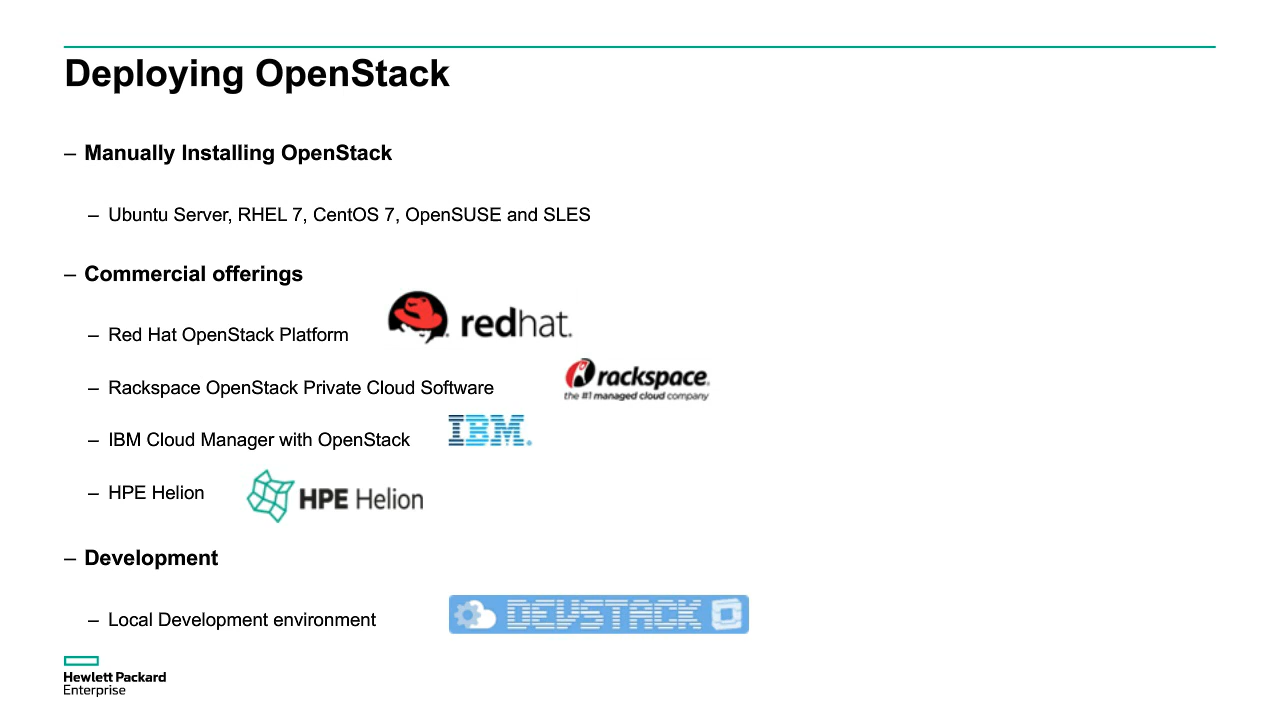 Deploying OpenStack
– Manually Installing OpenStack
– Ubuntu Server, RHEL 7, CentOS 7, OpenSUSE and SLES
– Commercial offerings
– Red Hat OpenStack Platform
redhat.
– Rackspace OpenStack Private Cloud Software
rackspace.
the #1 managed cloud company
– IBM Cloud Manager with OpenStack
IBM
– HPE Helion
HPE Helion
– Development
– Local Development environment
DEVSTACK
Hewlett Packard
Enterprise